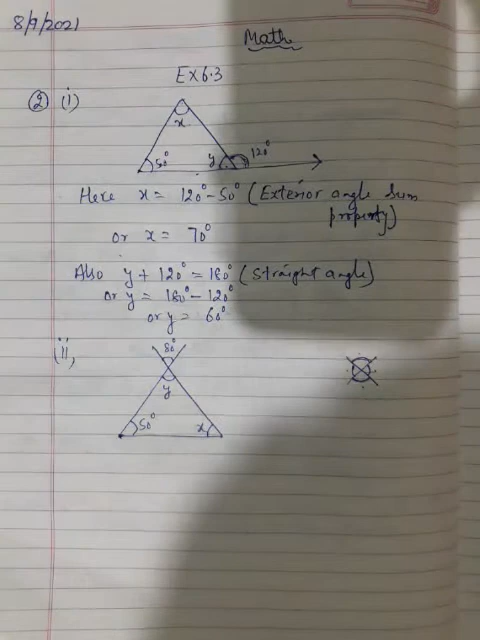 8/9/2021
Math
Ex 6.3
② (i)
x
50°
y
120°
Here x = 120° - 50° (Exterior angle Sum
property)
or x = 70°
Also y + 120° = 180° (Straight angle)
or y = 180° - 120°
or y = 60°
(ii,
80°
y
50°
x